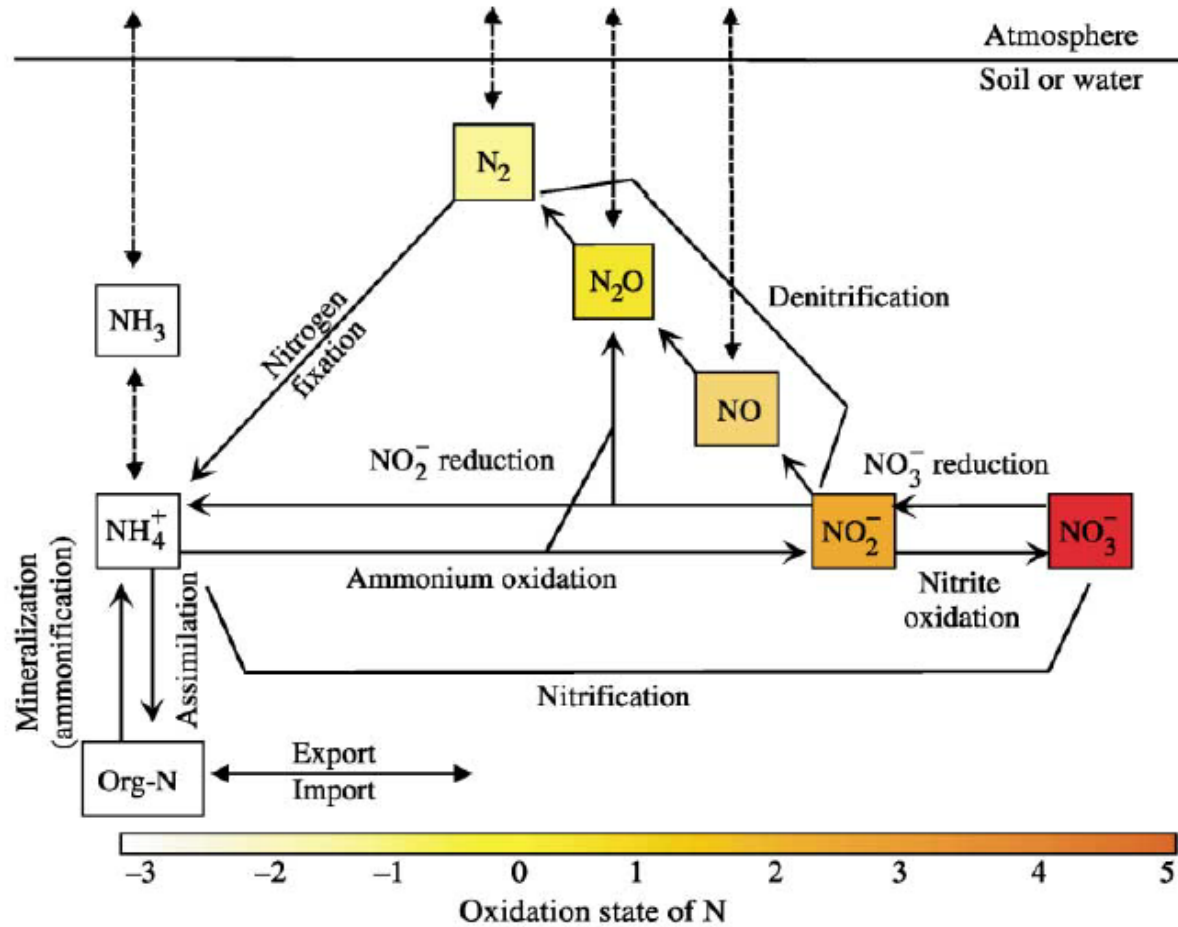 Atmosphere
Soil or water
N₂
N₂O
Denitrification
NH₃
Nitrogen
fixation
NO
NO₂⁻ reduction
NO₃⁻ reduction
NH₄⁺
NO₂⁻
NO₃⁻
Ammonium oxidation
Nitrite
oxidation
Mineralization
(ammonification)
Assimilation
Nitrification
Org-N
Export
Import
–3 –2 –1 0 1 2 3 4 5
Oxidation state of N